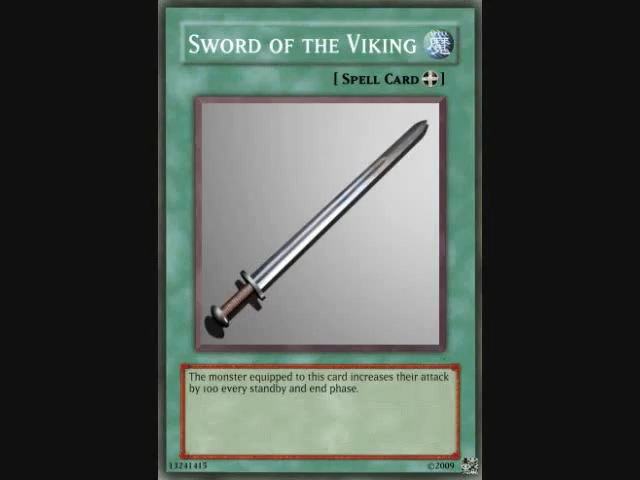 SWORD OF THE VIKING 魔
[ SPELL CARD ]
The monster equipped to this card increases their attack
by 100 every standby and end phase.
13241415 ©2009